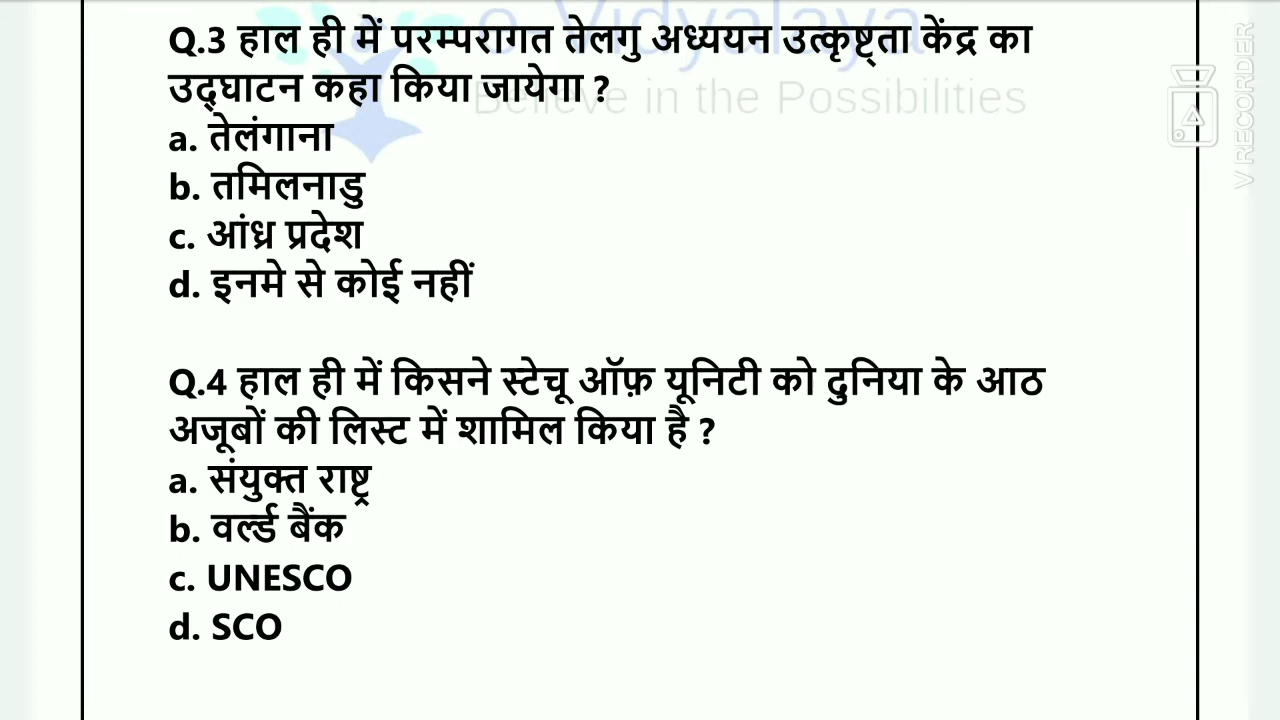 e Vidyalaya
Q.3 हाल ही में परम्परागत तेलगु अध्ययन उत्कृष्ट्ता केंद्र का
उद्घाटन कहा किया जायेगा ?
Believe in the Possibilities
a. तेलंगाना
b. तमिलनाडु
c. आंध्र प्रदेश
d. इनमे से कोई नहीं
Q.4 हाल ही में किसने स्टेचू ऑफ़ यूनिटी को दुनिया के आठ
अजूबों की लिस्ट में शामिल किया है ?
a. संयुक्त राष्ट्र
b. वर्ल्ड बैंक
c. UNESCO
d. SCO
V RECORDER